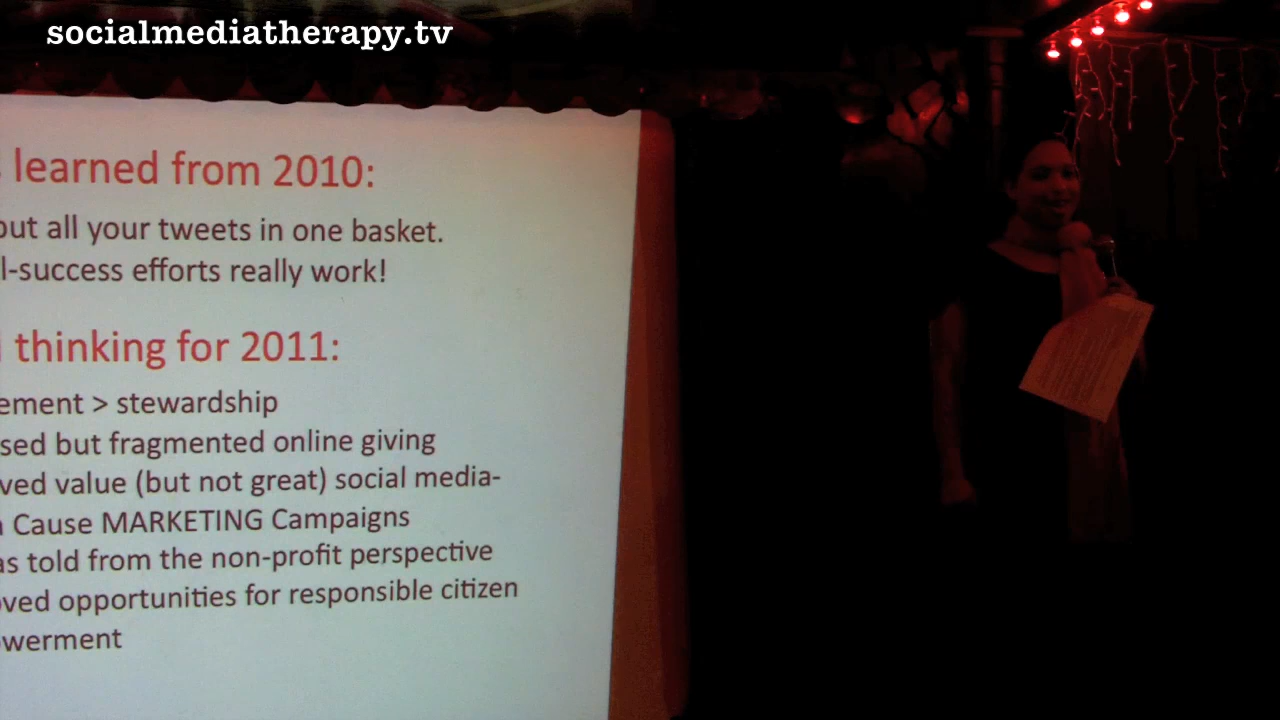 socialmediatherapy.tv
learned from 2010:
put all your tweets in one basket.
l-success efforts really work!
thinking for 2011:
ement > stewardship
sed but fragmented online giving
ved value (but not great) social media-
Cause MARKETING Campaigns
as told from the non-profit perspective
oved opportunities for responsible citizen
owerment